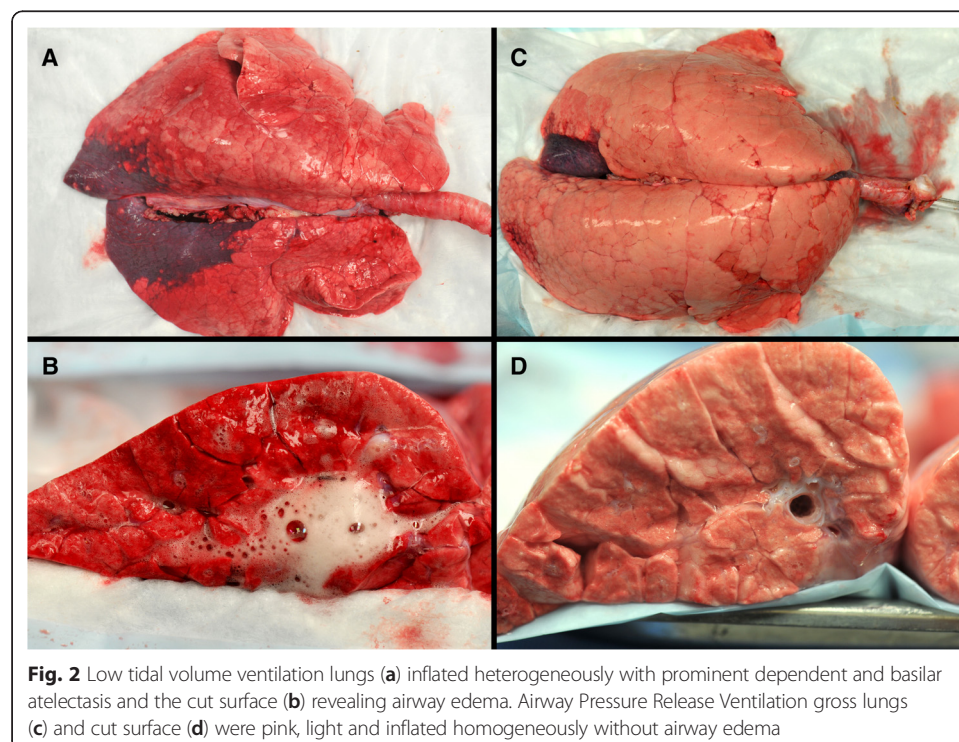 A
C
B
D
Fig. 2 Low tidal volume ventilation lungs (a) inflated heterogeneously with prominent dependent and basilar
atelectasis and the cut surface (b) revealing airway edema. Airway Pressure Release Ventilation gross lungs
(c) and cut surface (d) were pink, light and inflated homogeneously without airway edema